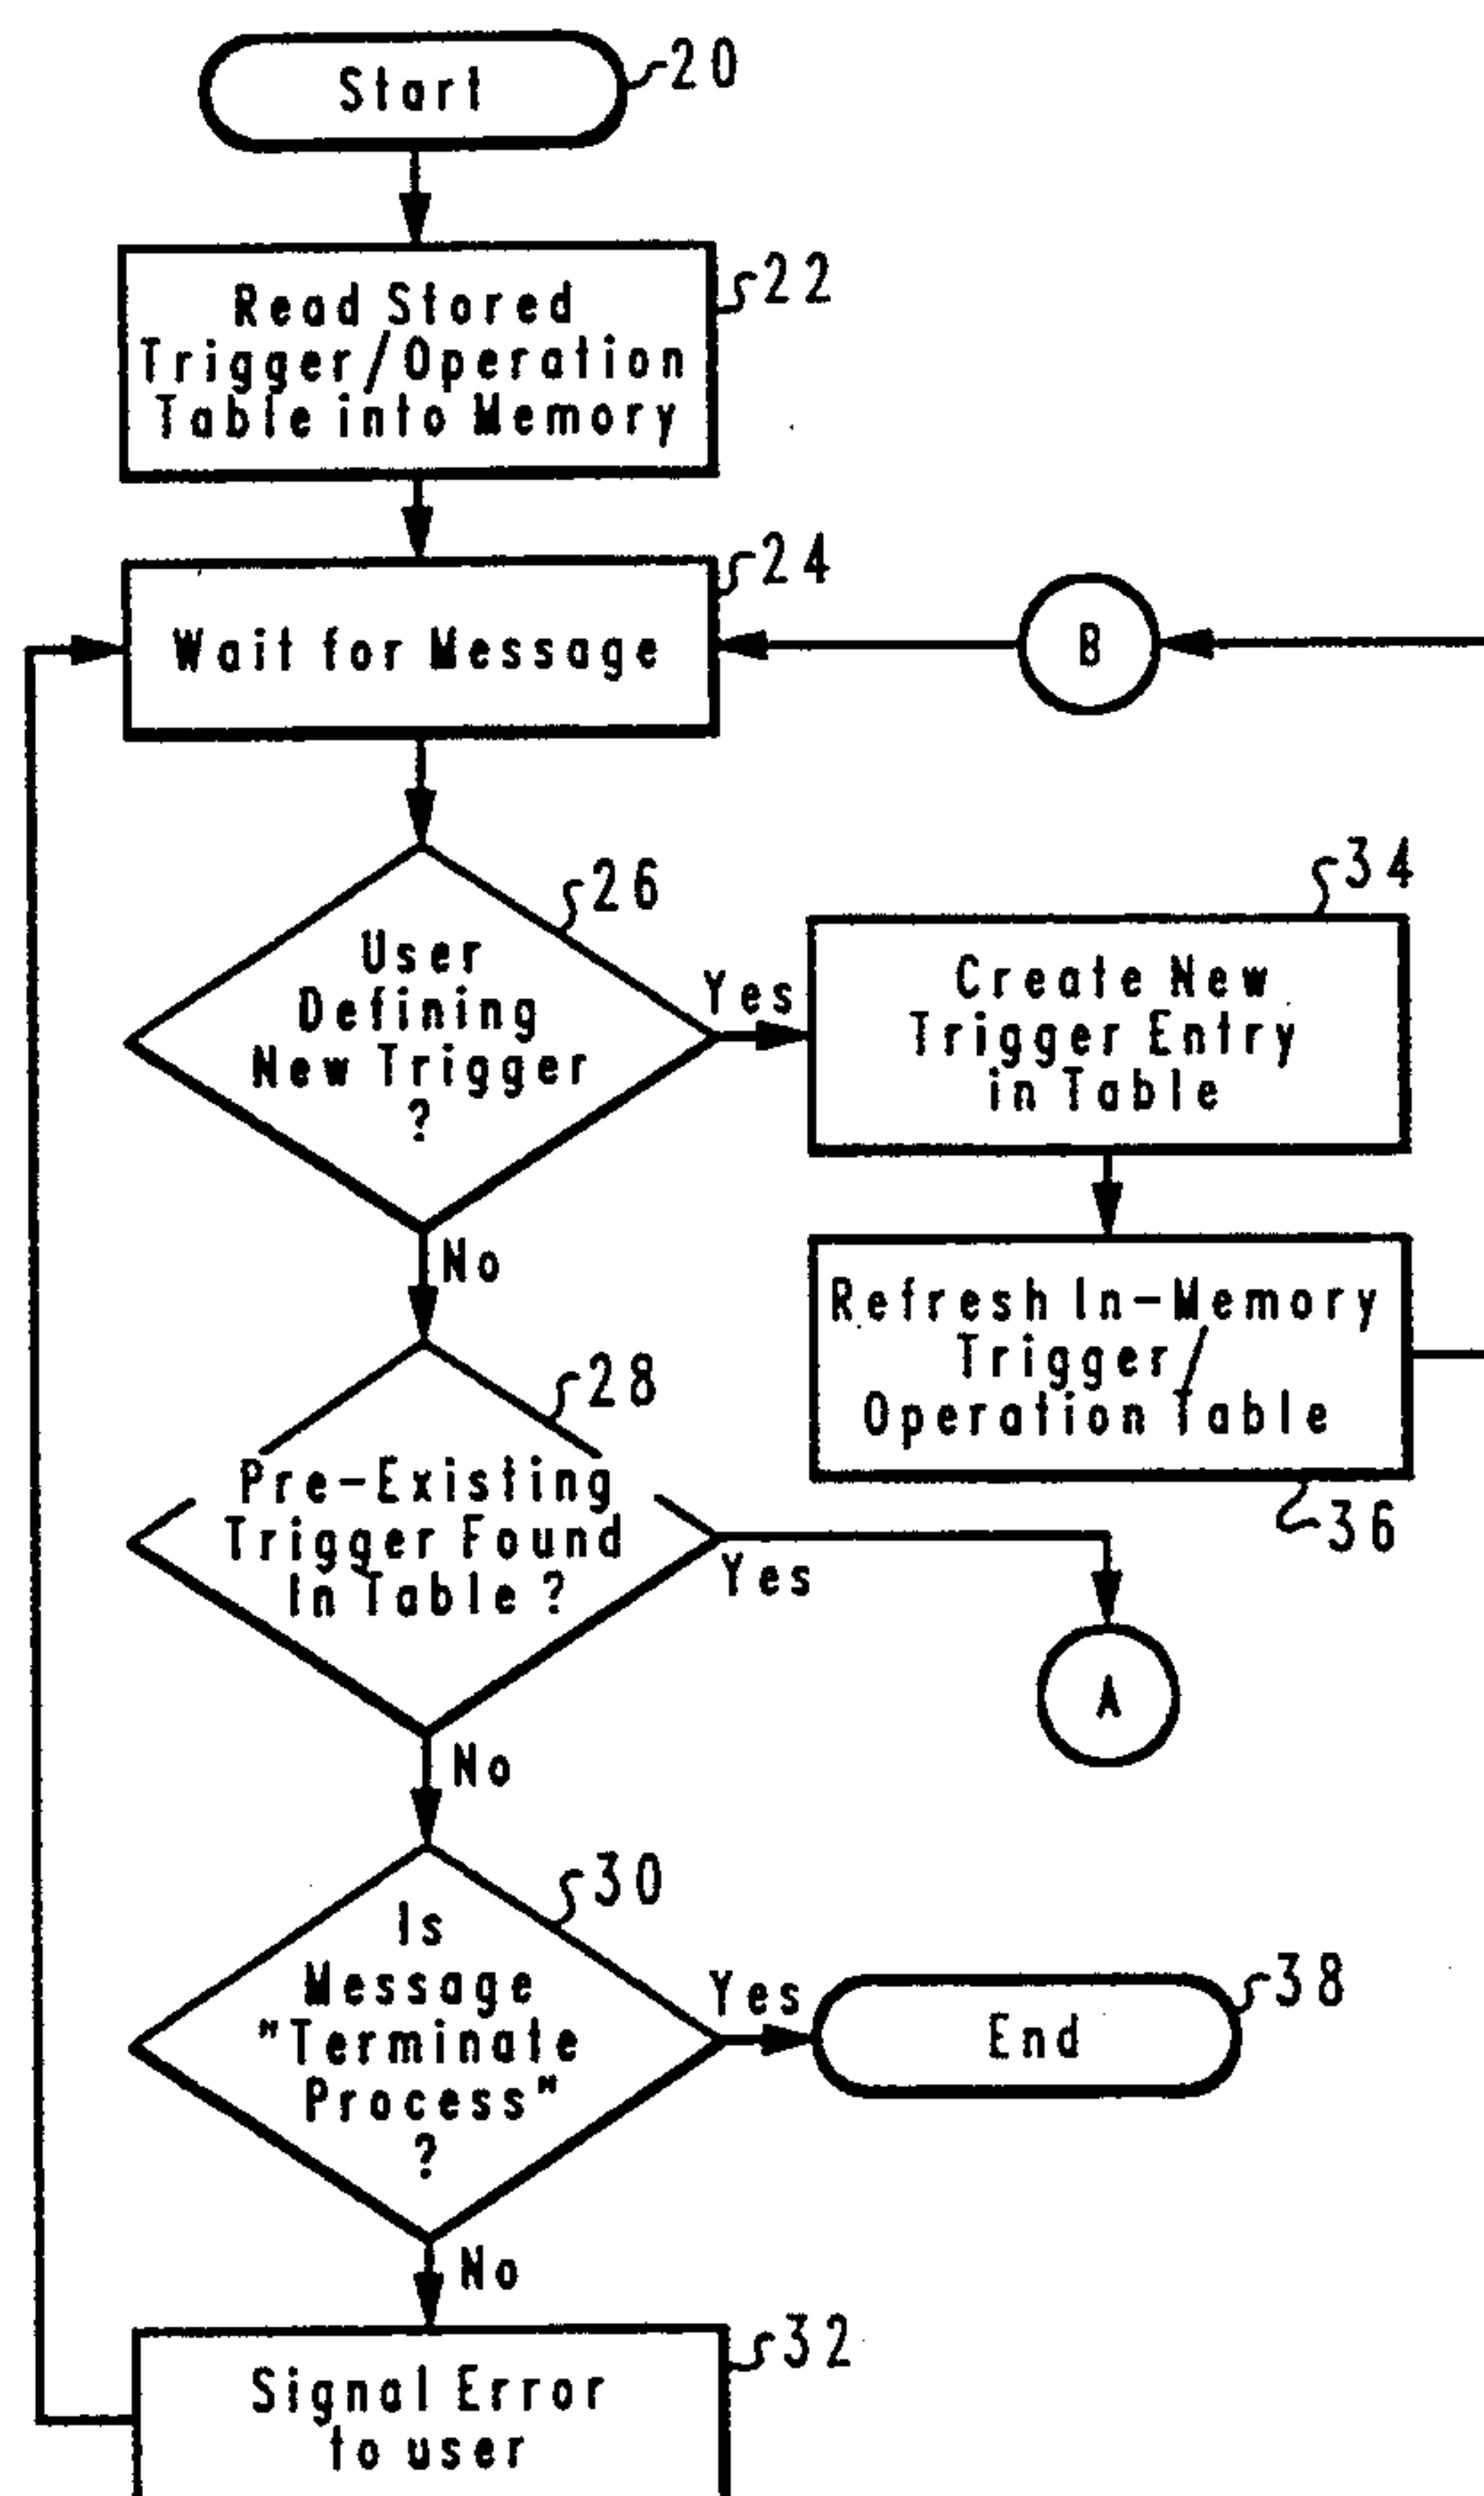 Start
20
Read Stored
Trigger/Operation
Table into Memory
22
Wait for Message
24
B
User
Defining
New Trigger
?
26
Yes
No
Create New
Trigger Entry
in Table
34
Refresh In-Memory
Trigger/
Operation Table
36
Pre-Existing
Trigger Found
In Table ?
28
Yes
No
A
Is
Message
"Terminate
Process"
?
30
Yes
No
End
38
Signal Error
to user
32